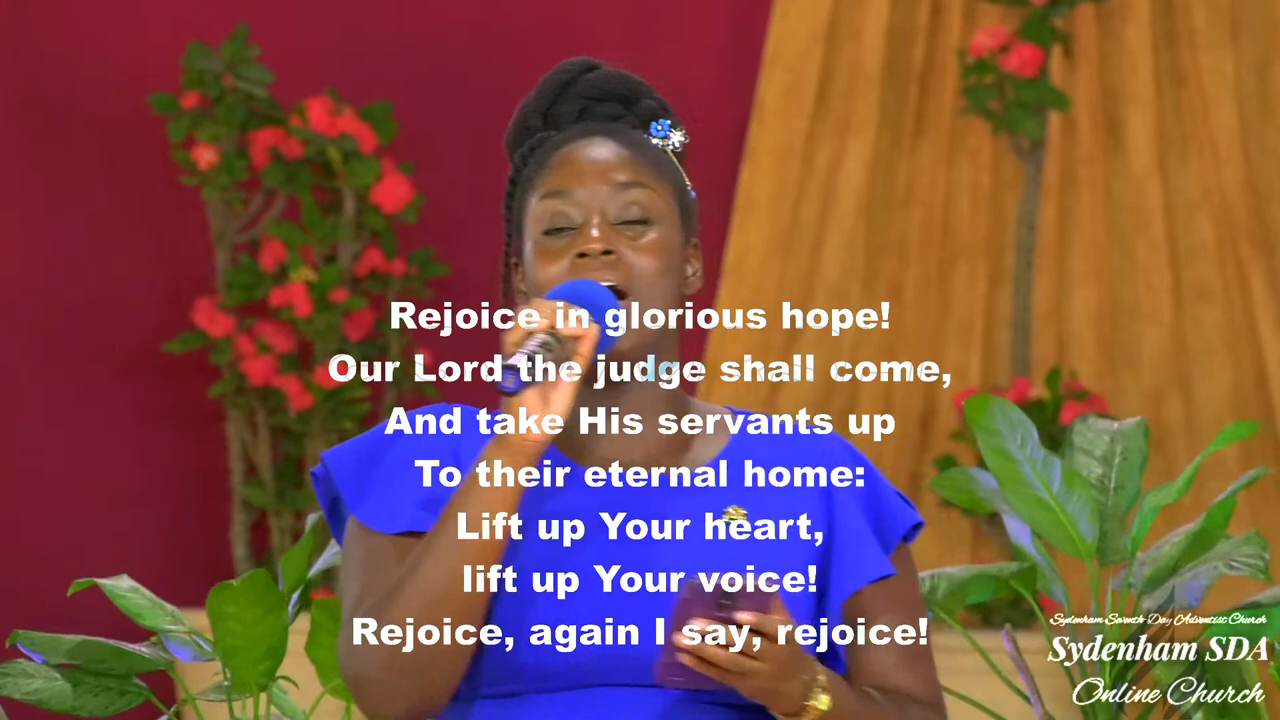 Rejoice in glorious hope!
Our Lord the judge shall come,
And take His servants up
To their eternal home:
Lift up Your heart,
lift up Your voice!
Rejoice, again I say, rejoice!
Sydenham Seventh Day Adventist Church
Sydenham SDA
Online Church